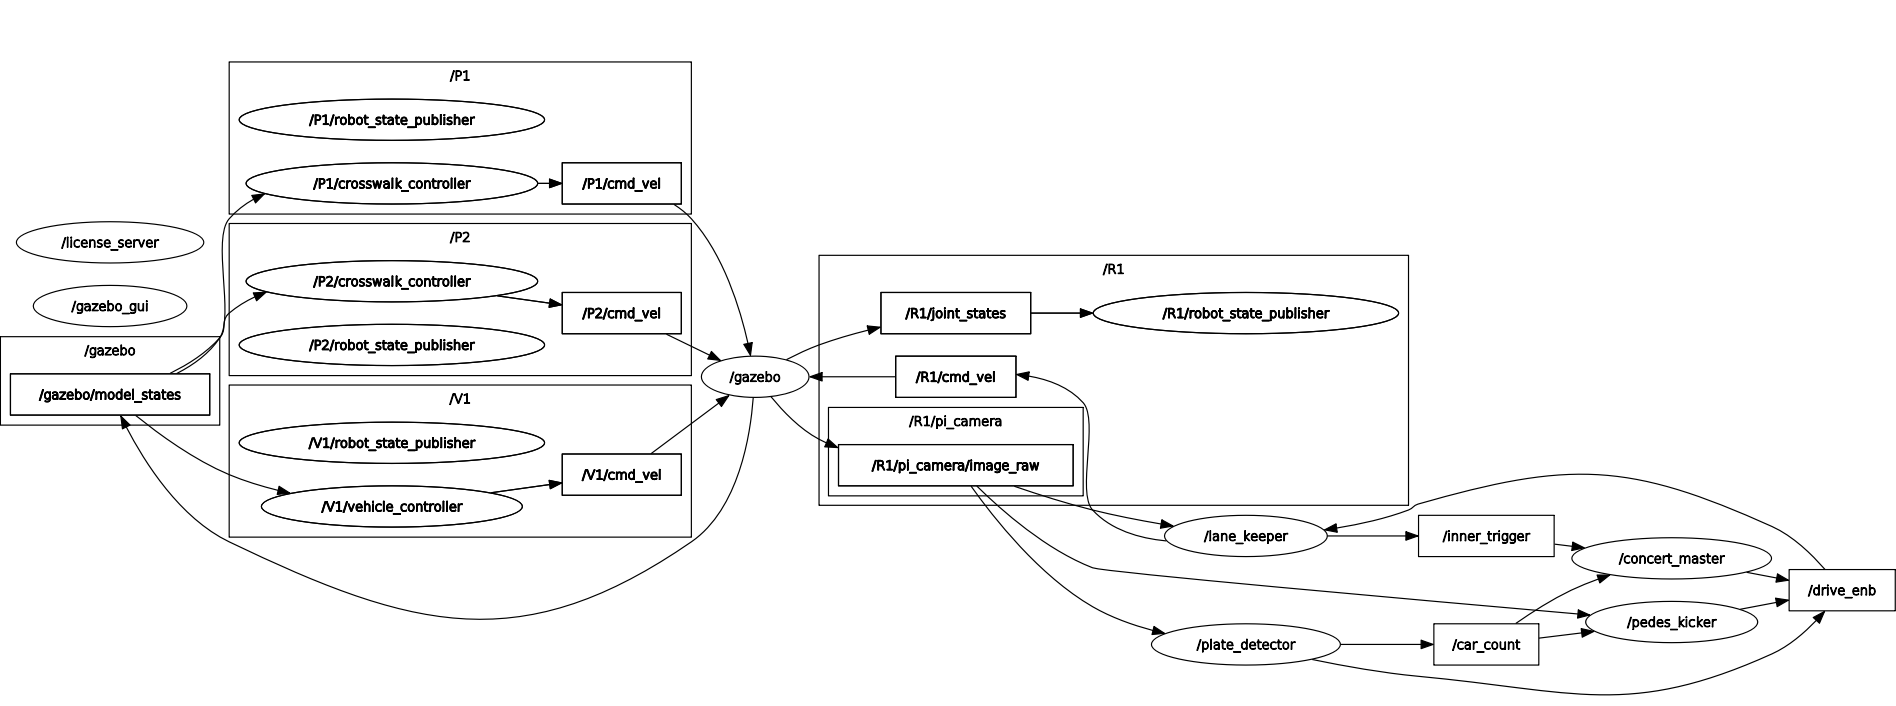 /P1
/P1/robot_state_publisher
/P1/crosswalk_controller
/P1/cmd_vel
/license_server
/gazebo_gui
/gazebo
/gazebo/model_states
/P2
/P2/crosswalk_controller
/P2/cmd_vel
/P2/robot_state_publisher
/V1
/V1/robot_state_publisher
/V1/cmd_vel
/V1/vehicle_controller
/gazebo
/R1
/R1/joint_states
/R1/robot_state_publisher
/R1/cmd_vel
/R1/pi_camera
/R1/pi_camera/image_raw
/lane_keeper
/inner_trigger
/concert_master
/drive_enb
/pedes_kicker
/plate_detector
/car_count